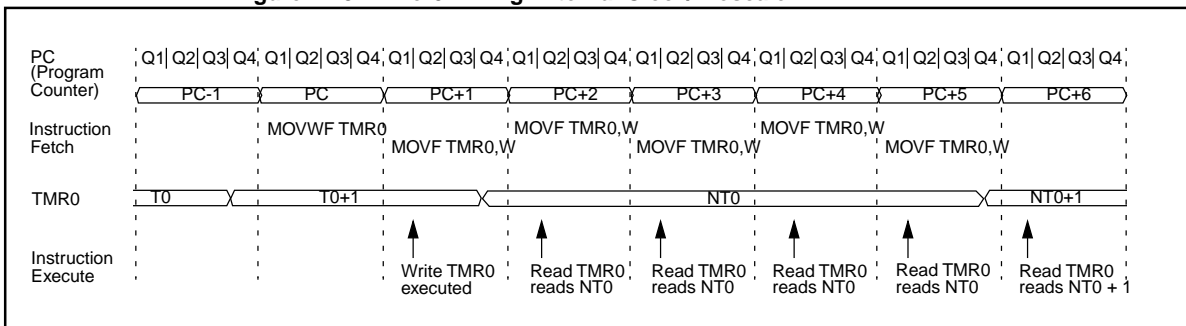 PC
(Program
Counter)
Q1| Q2| Q3| Q4 Q1| Q2| Q3| Q4 Q1| Q2| Q3| Q4 Q1| Q2| Q3| Q4 Q1| Q2| Q3| Q4 Q1| Q2| Q3| Q4 Q1| Q2| Q3| Q4 Q1| Q2| Q3| Q4
PC-1 PC PC+1 PC+2 PC+3 PC+4 PC+5 PC+6
Instruction
Fetch
MOVWF TMR0 MOVF TMR0,W MOVF TMR0,W MOVF TMR0,W MOVF TMR0,W MOVF TMR0,W
TMR0
T0 T0+1 NT0 NT0+1
Instruction
Execute
Write TMR0
executed
Read TMR0
reads NT0
Read TMR0
reads NT0
Read TMR0
reads NT0
Read TMR0
reads NT0
Read TMR0
reads NT0 + 1